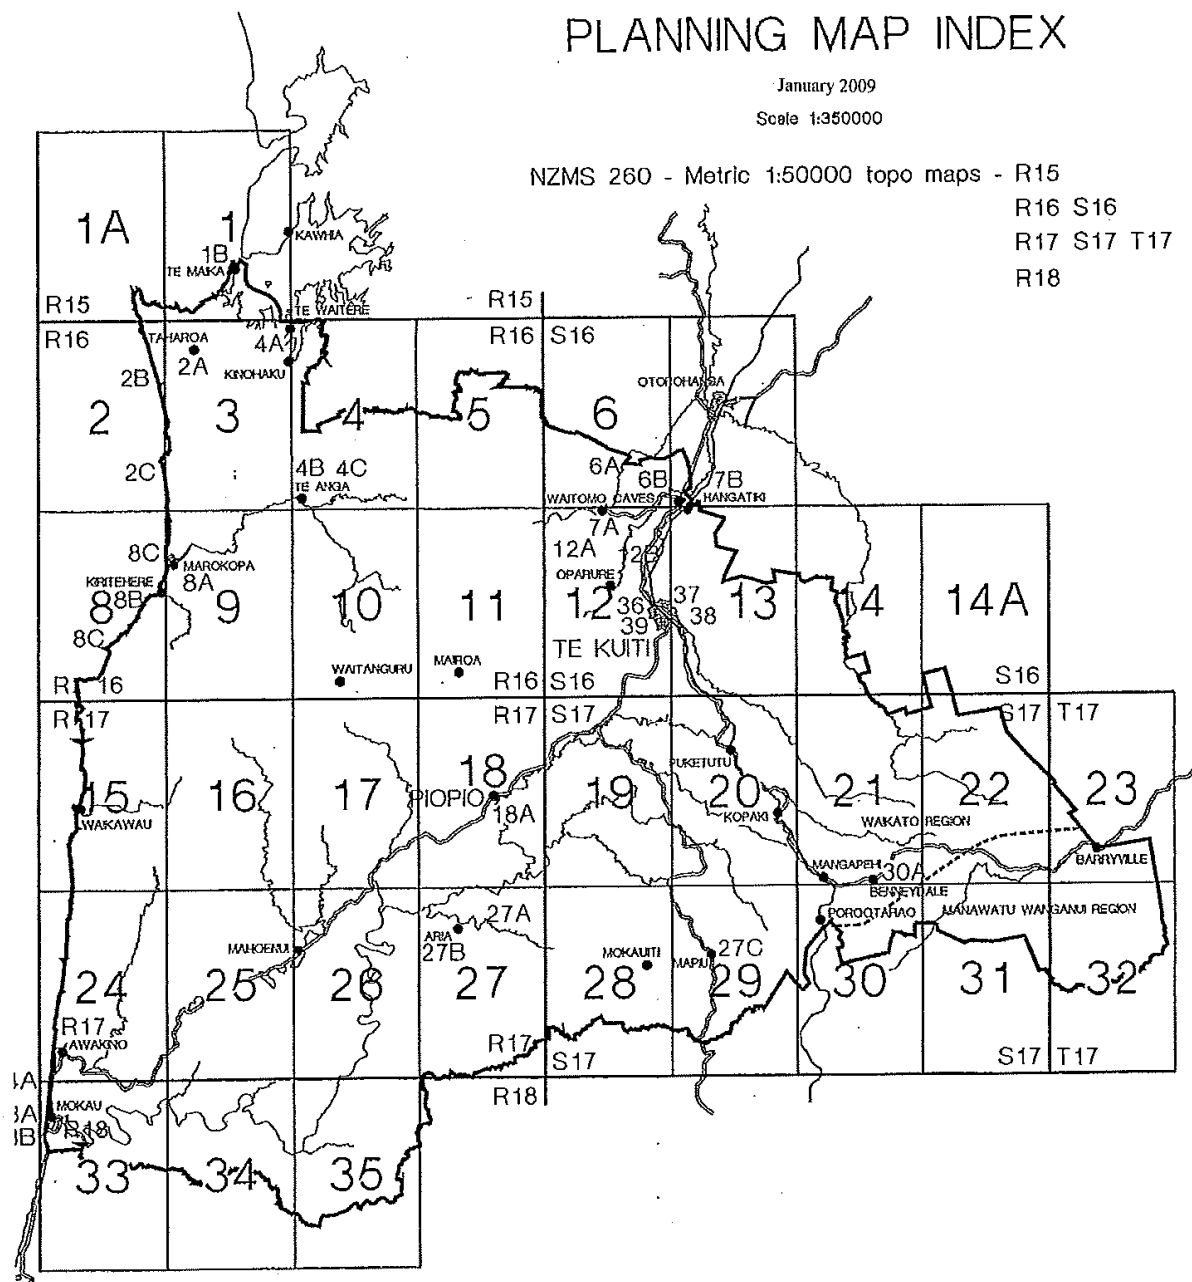 PLANNING MAP INDEX
January 2009
Scale 1:350000
NZMS 260 - Metric 1:50000 topo maps - R15
R16 S16
R17 S17 T17
R18
1A
1
1B
TE MAIKA
KAWHIA
R15
R15
TE WAITERE
R16
R16 S16
TAHAROA
2A
4A
KINOHAKU
2B
OTOROHANGA
2
3
4
5
6
2C
4B 4C
TE ANGA
6A
6B
7B
WAITOMO CAVES
HANGATIKI
7A
12A
8C
MAROKOPA
8A
KIRITEHERE
8B
OPARURE
8
9
10
11
12
13
14
14A
36
37
38
39
TE KUITI
8C
WAITANGURU
MAIROA
R16 S16
S16
R17 S17
S17 T17
PUKETUTU
15
16
17
18
19
20
21
22
23
PIOPIO
18A
WAIKAWAU
KOPAKI
WAIKATO REGION
MANGAPEHI
30A
BENNEYDALE
BARRYVILLE
POROOTARAO
MANAWATU WANGANUI REGION
27A
ARIA
27B
MAHOENUI
MOKAUITI
MAPIU
27C
24
25
26
27
28
29
30
31
32
R17
AWAKINO
R17
S17
S17 T17
R18
MOKAU
R18
33
34
35